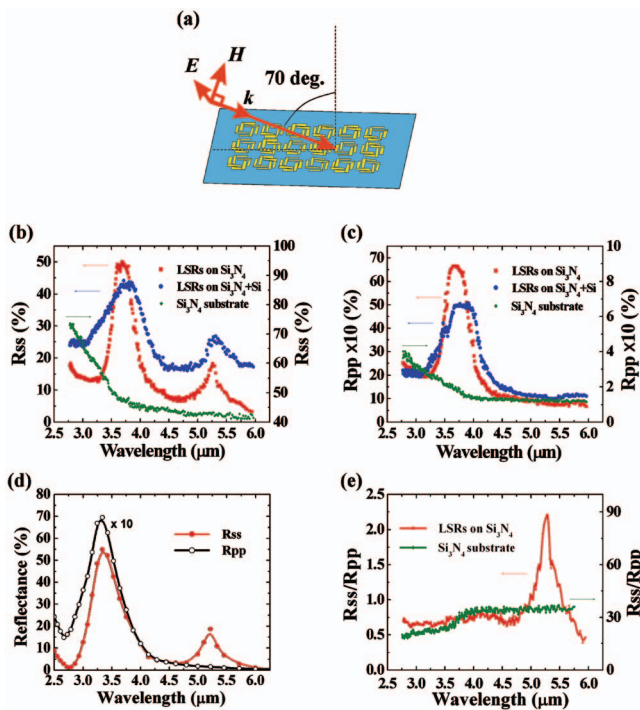 (a)
E
H
k
70 deg.
(b)
Rss (%)
50
40
30
20
10
0
100
90
80
70
60
50
40
Rss (%)
LSRs on Si₃N₄
LSRs on Si₃N₄+Si
Si₃N₄ substrate
2.5 3.0 3.5 4.0 4.5 5.0 5.5 6.0
Wavelength (μm)
(c)
Rpp ×10 (%)
70
60
50
40
30
20
10
0
10
8
6
4
2
0
Rpp (%)
LSRs on Si₃N₄
LSRs on Si₃N₄+Si
Si₃N₄ substrate
2.5 3.0 3.5 4.0 4.5 5.0 5.5 6.0
Wavelength (μm)
(d)
Reflectance (%)
80
70
60
50
40
30
20
10
0
x 10
Rss
Rpp
2.5 3.0 3.5 4.0 4.5 5.0 5.5 6.0
Wavelength (μm)
(e)
Rss/Rpp
2.5
2.0
1.5
1.0
0.5
0.0
90
60
30
0
Rss/Rpp
LSRs on Si₃N₄
Si₃N₄ substrate
2.5 3.0 3.5 4.0 4.5 5.0 5.5 6.0
Wavelength (μm)